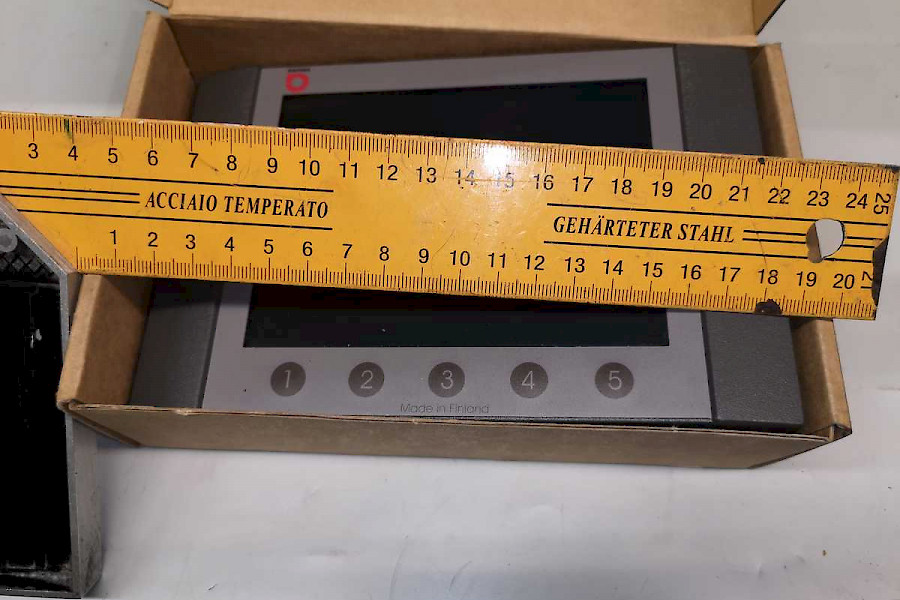 3 4 5 6 7 8 9 10 11 12 13 14 15 16 17 18 19 20 21 22 23 24 25
ACCIAIO TEMPERATO
GEHÄRTETER STAHL
1 2 3 4 5 6 7 8 9 10 11 12 13 14 15 16 17 18 19 20 21
1 2 3 4 5
Made in Finland